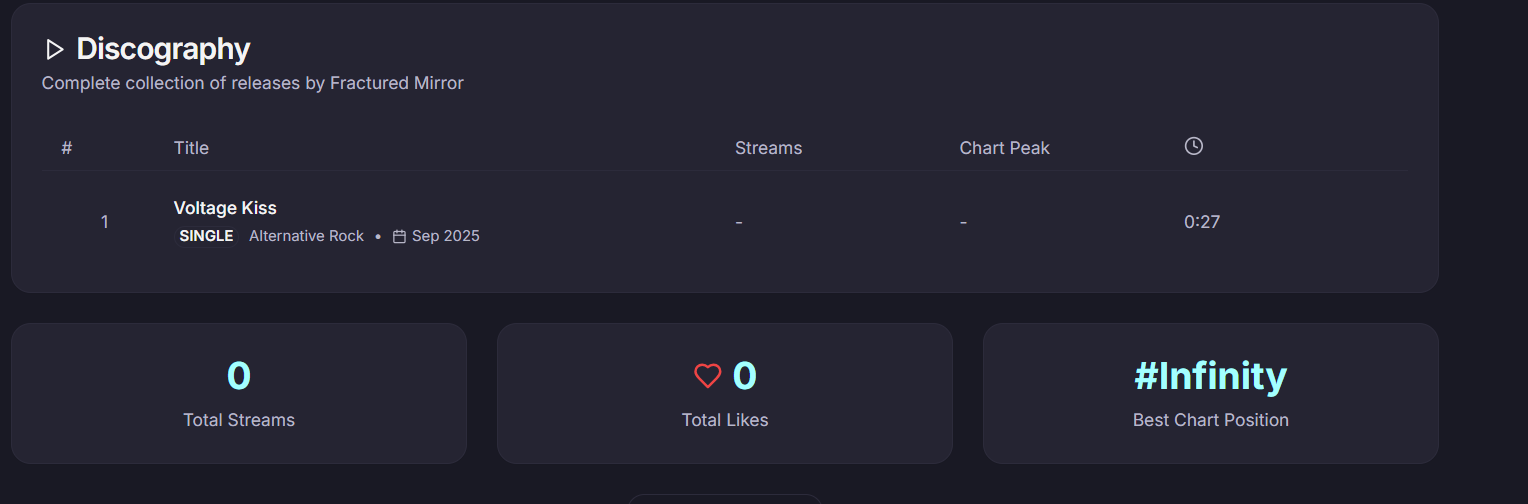 Discography
Complete collection of releases by Fractured Mirror
# Title Streams Chart Peak
1 Voltage Kiss - - 0:27
SINGLE Alternative Rock • Sep 2025
0 0 #Infinity
Total Streams Total Likes Best Chart Position